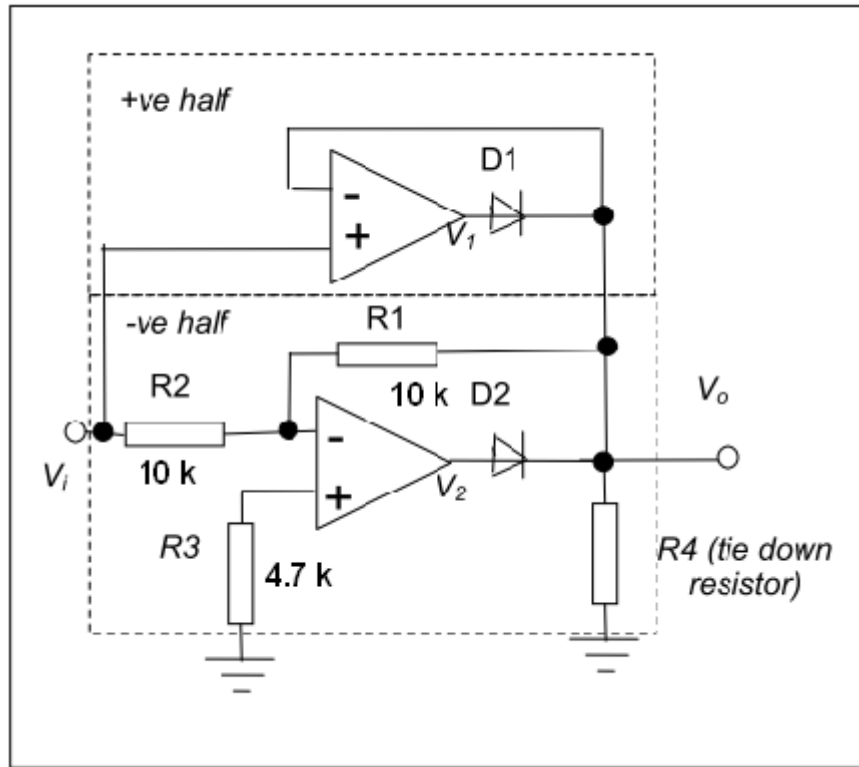 +ve half
D1
-
+
V1
-ve half
R1
R2
10 k
D2
Vo
-
Vi
10 k
V2
+
R3
4.7 k
R4 (tie down
resistor)